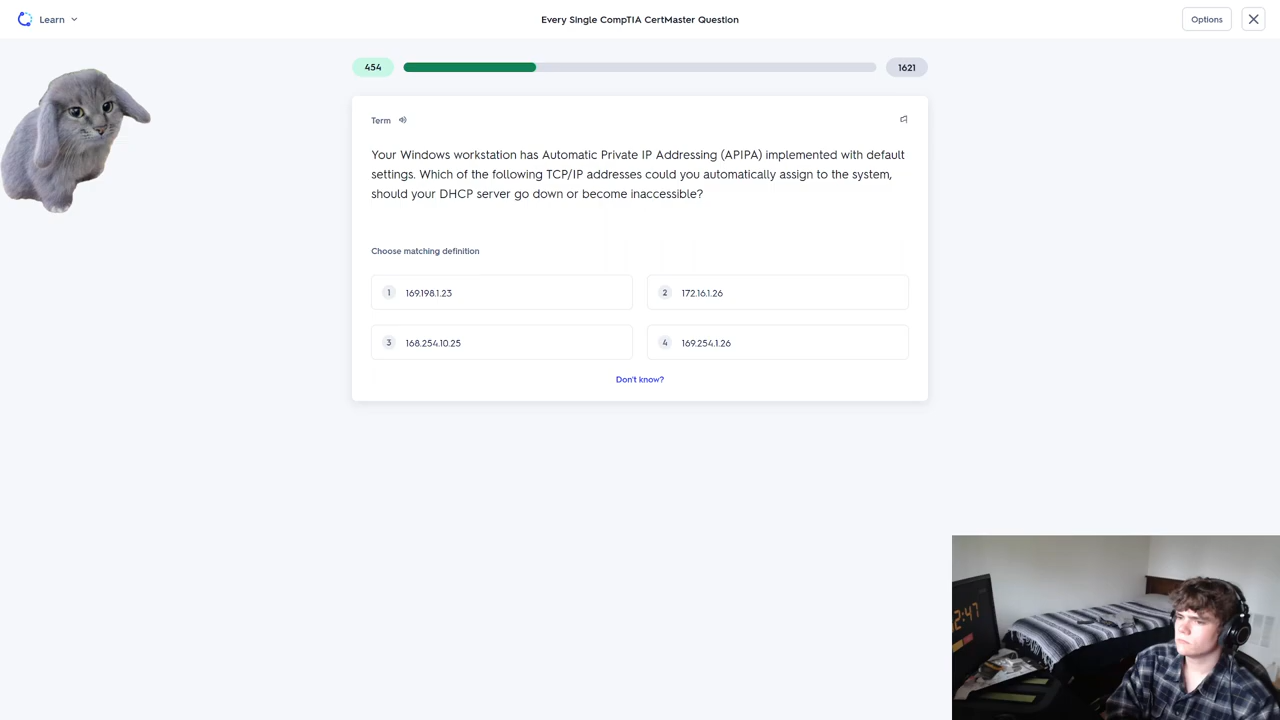 Learn
Every Single CompTIA CertMaster Question
Options
454
1621
Term
Your Windows workstation has Automatic Private IP Addressing (APIPA) implemented with default
settings. Which of the following TCP/IP addresses could you automatically assign to the system,
should your DHCP server go down or become inaccessible?
Choose matching definition
1 169.198.1.23
2 172.16.1.26
3 168.254.10.25
4 169.254.1.26
Don't know?
2:47